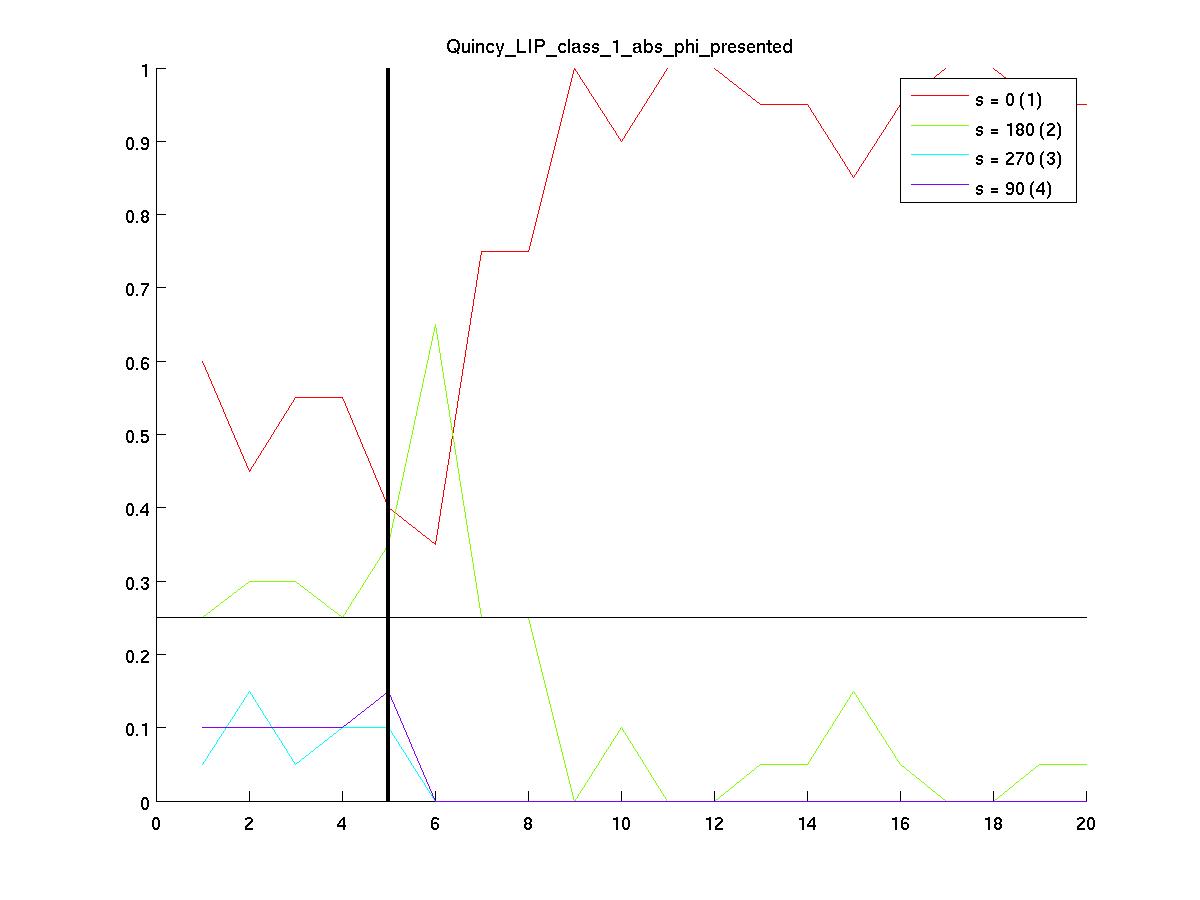 Quincy_LIP_class_1_abs_phi_presented
1
0.9
0.8
0.7
0.6
0.5
0.4
0.3
0.2
0.1
0
s = 0 (1)
s = 180 (2)
s = 270 (3)
s = 90 (4)
0 2 4 6 8 10 12 14 16 18 20